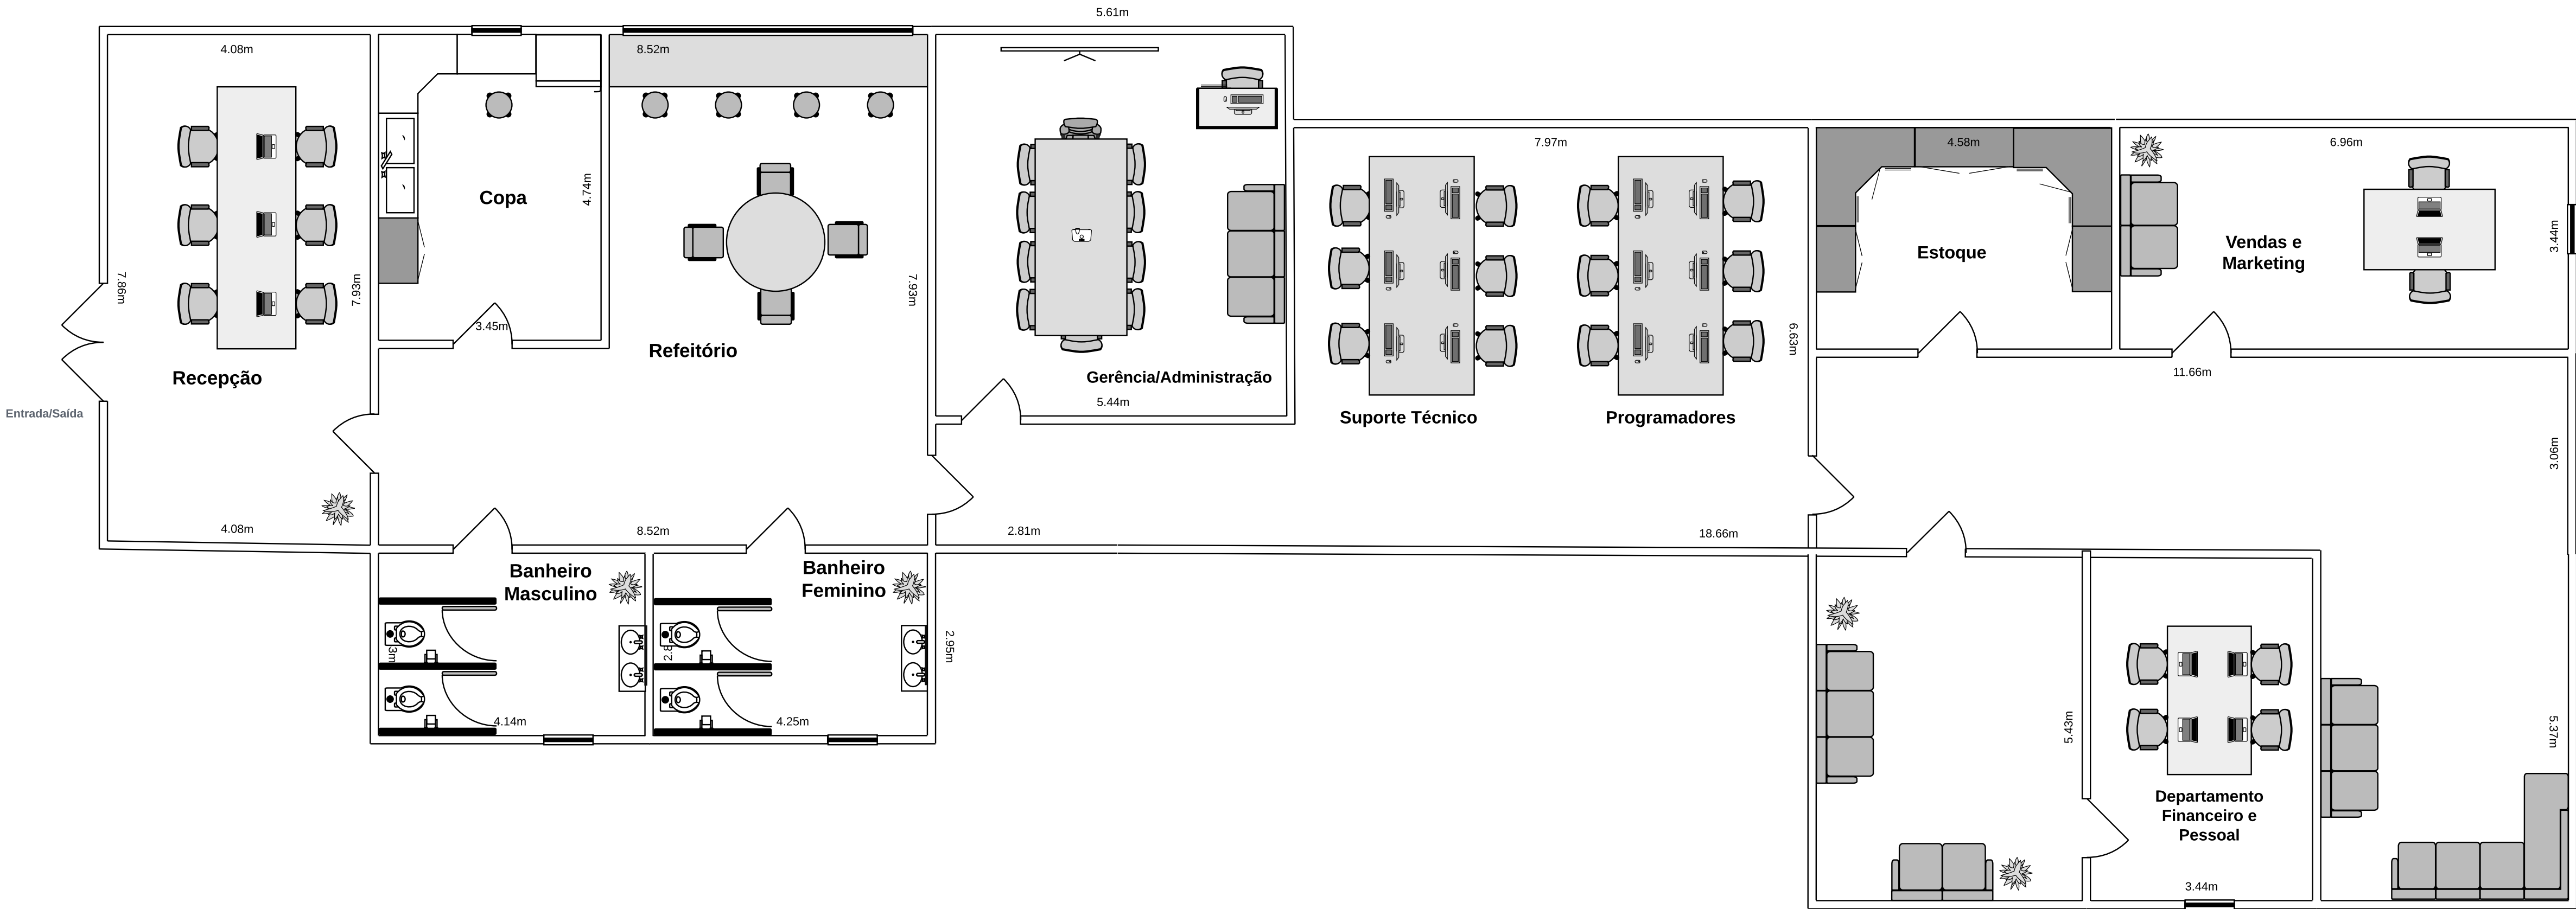 5.61m
4.08m
8.52m
7.97m
4.58m
6.96m
4.74m
Copa
3.44m
Vendas e
Marketing
Estoque
7.86m
7.93m
7.93m
3.45m
6.63m
Refeitório
Recepção
Gerência/Administração
11.66m
5.44m
Entrada/Saída
Suporte Técnico
Programadores
3.06m
4.08m
8.52m
2.81m
18.66m
Banheiro
Masculino
Banheiro
Feminino
2.95m
4.14m
4.25m
5.43m
5.37m
Departamento
Financeiro e
Pessoal
3.44m